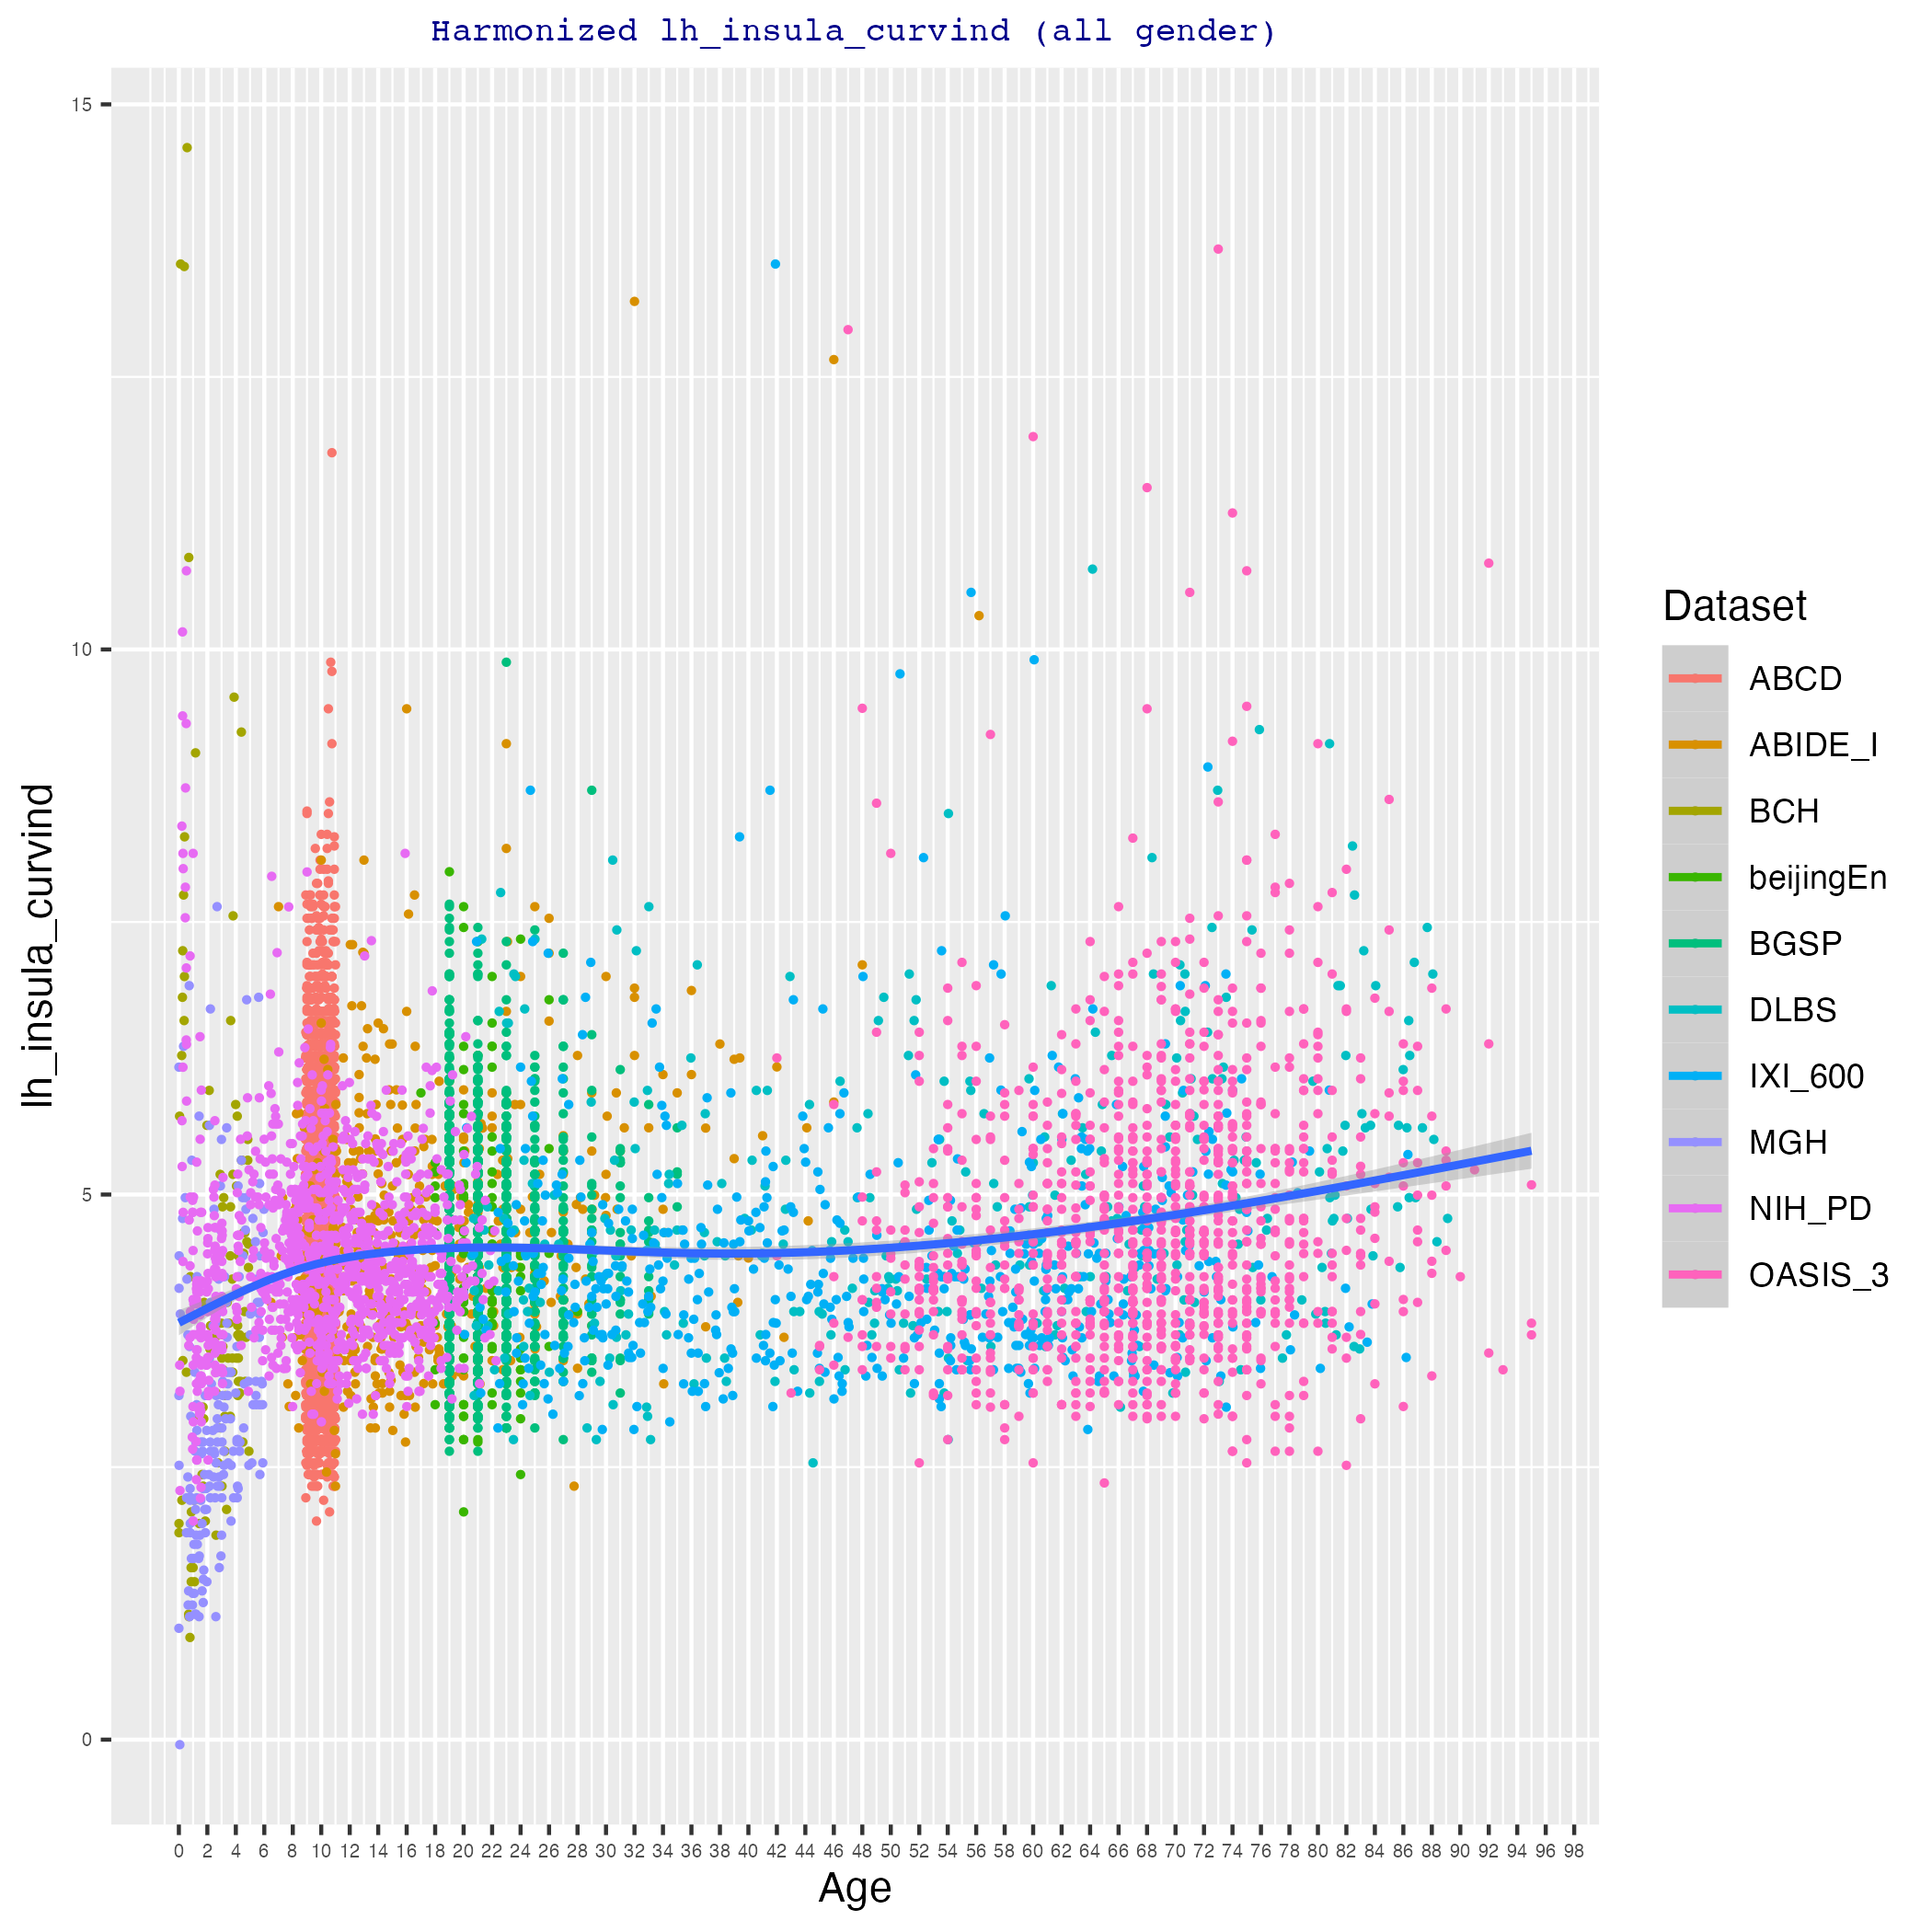 Harmonized lh_insula_curvind (all gender)
15
10
5
0
lh_insula_curvind
0 2 4 6 8 10 12 14 16 18 20 22 24 26 28 30 32 34 36 38 40 42 44 46 48 50 52 54 56 58 60 62 64 66 68 70 72 74 76 78 80 82 84 86 88 90 92 94 96 98
Age
Dataset
ABCD
ABIDE_I
BCH
beijingEn
BGSP
DLBS
IXI_600
MGH
NIH_PD
OASIS_3